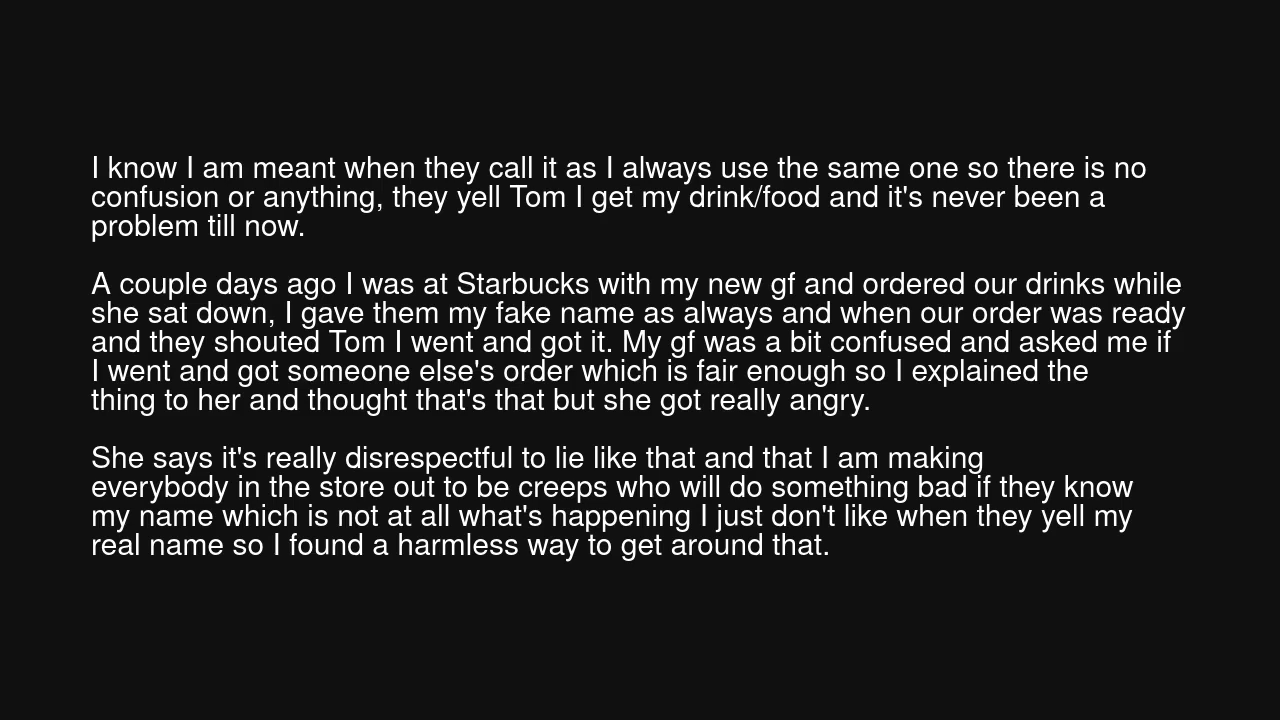 I know I am meant when they call it as I always use the same one so there is no
confusion or anything, they yell Tom I get my drink/food and it's never been a
problem till now.
A couple days ago I was at Starbucks with my new gf and ordered our drinks while
she sat down, I gave them my fake name as always and when our order was ready
and they shouted Tom I went and got it. My gf was a bit confused and asked me if
I went and got someone else's order which is fair enough so I explained the
thing to her and thought that's that but she got really angry.
She says it's really disrespectful to lie like that and that I am making
everybody in the store out to be creeps who will do something bad if they know
my name which is not at all what's happening I just don't like when they yell my
real name so I found a harmless way to get around that.